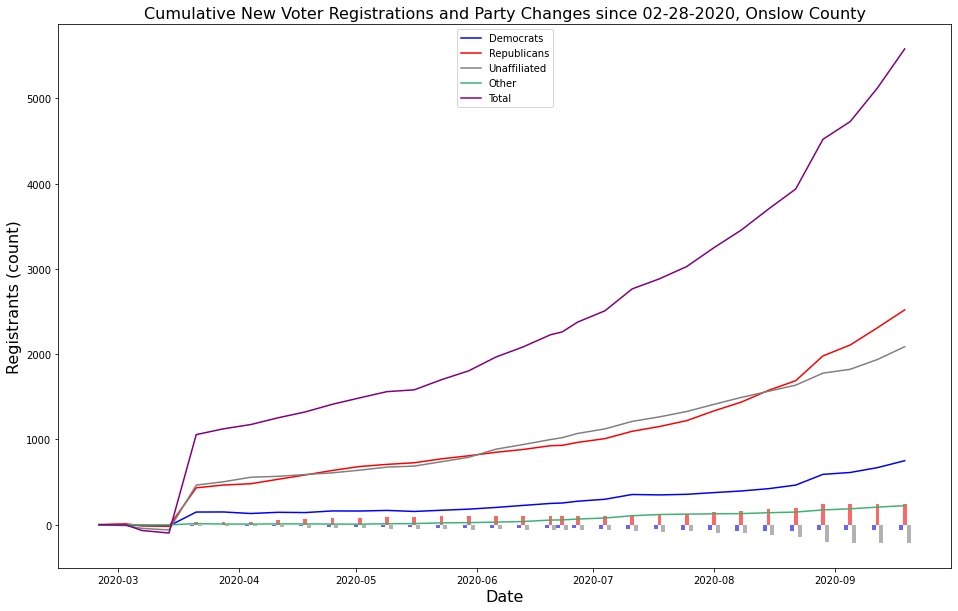 Cumulative New Voter Registrations and Party Changes since 02-28-2020, Onslow County
Democrats
Republicans
Unaffiliated
Other
Total
Registrants (count)
5000
4000
3000
2000
1000
0
2020-03 2020-04 2020-05 2020-06 2020-07 2020-08 2020-09
Date